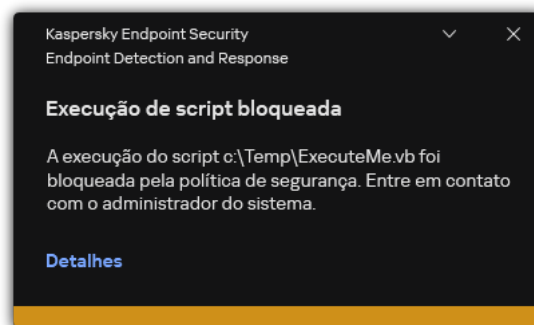 Kaspersky Endpoint Security
Endpoint Detection and Response
Execução de script bloqueada
A execução do script c:\Temp\ExecuteMe.vb foi
bloqueada pela política de segurança. Entre em contato
com o administrador do sistema.
Detalhes